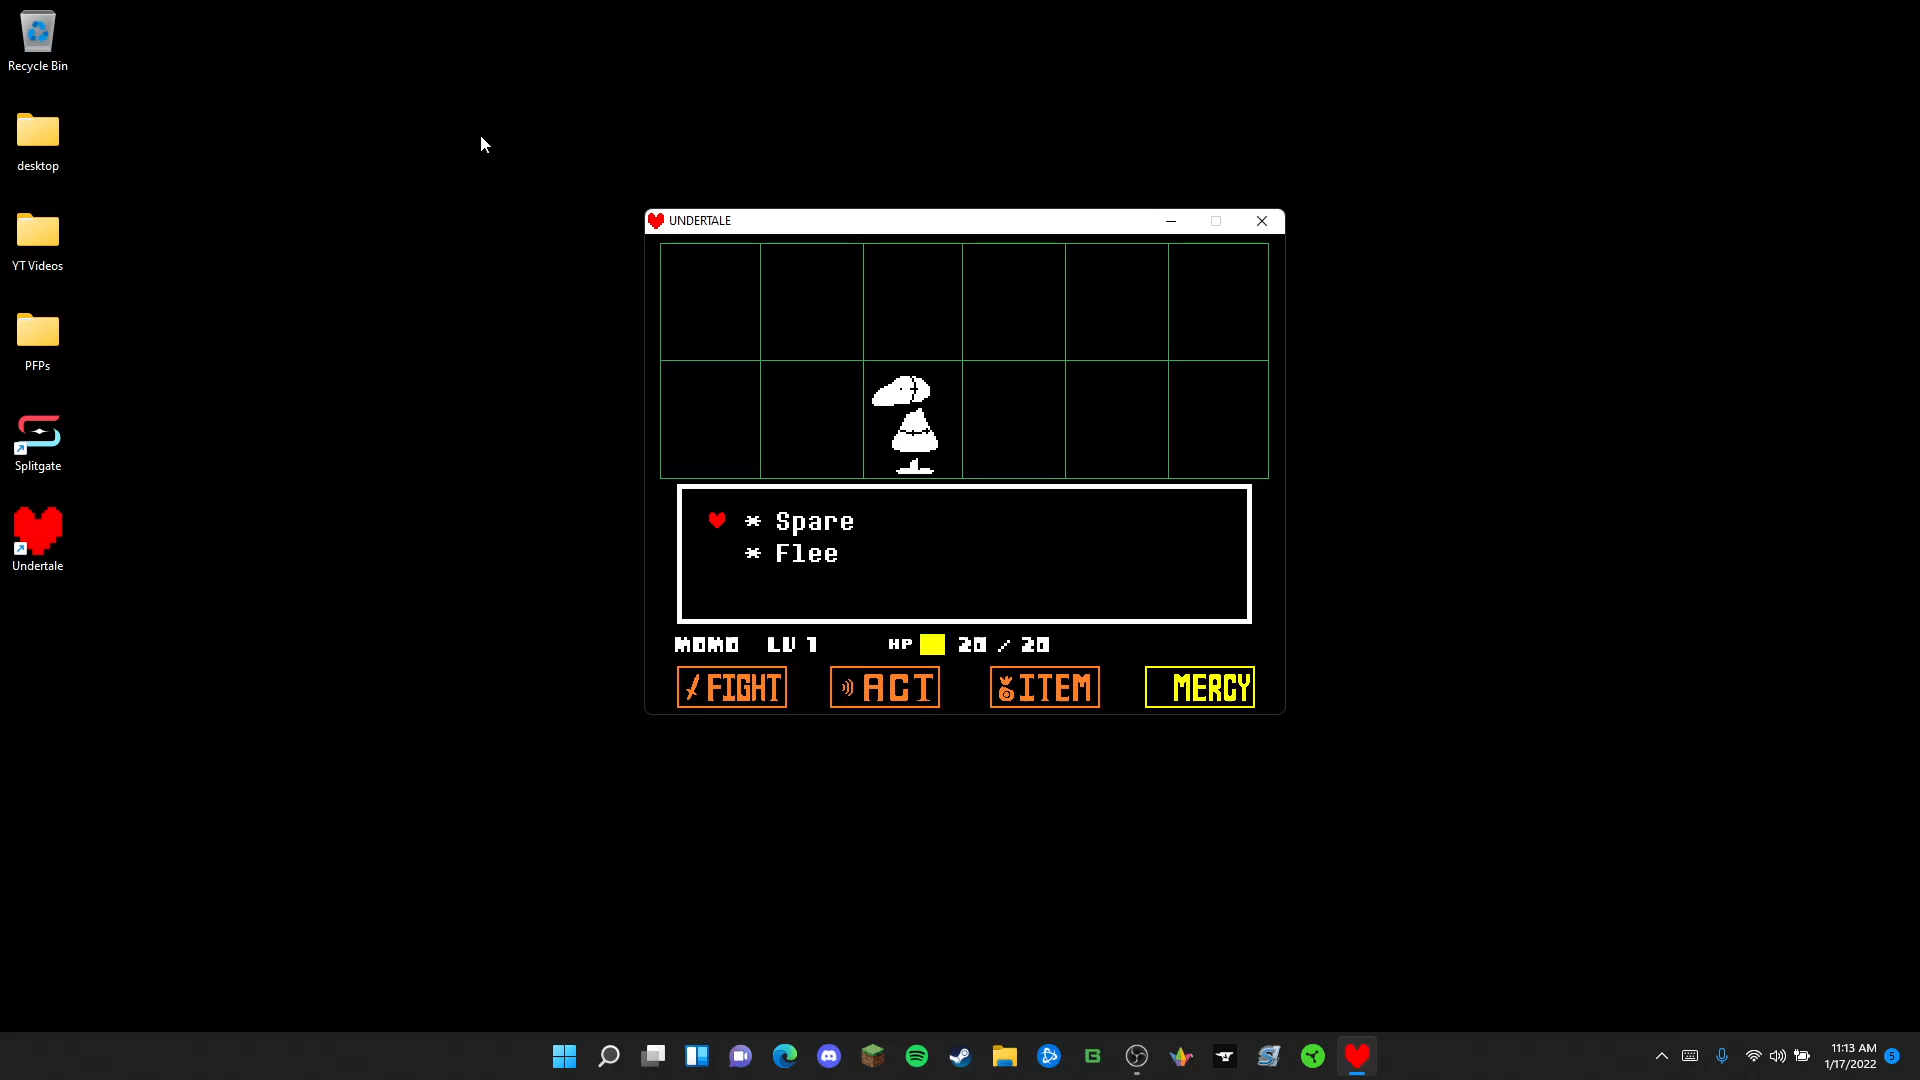 Recycle Bin
desktop
YT Videos
PFPs
Splitgate
Undertale
UNDERTALE
* Spare
* Flee
MOMO LV 1 HP 20 / 20
FIGHT ACT ITEM MERCY
11:13 AM
1/17/2022
5